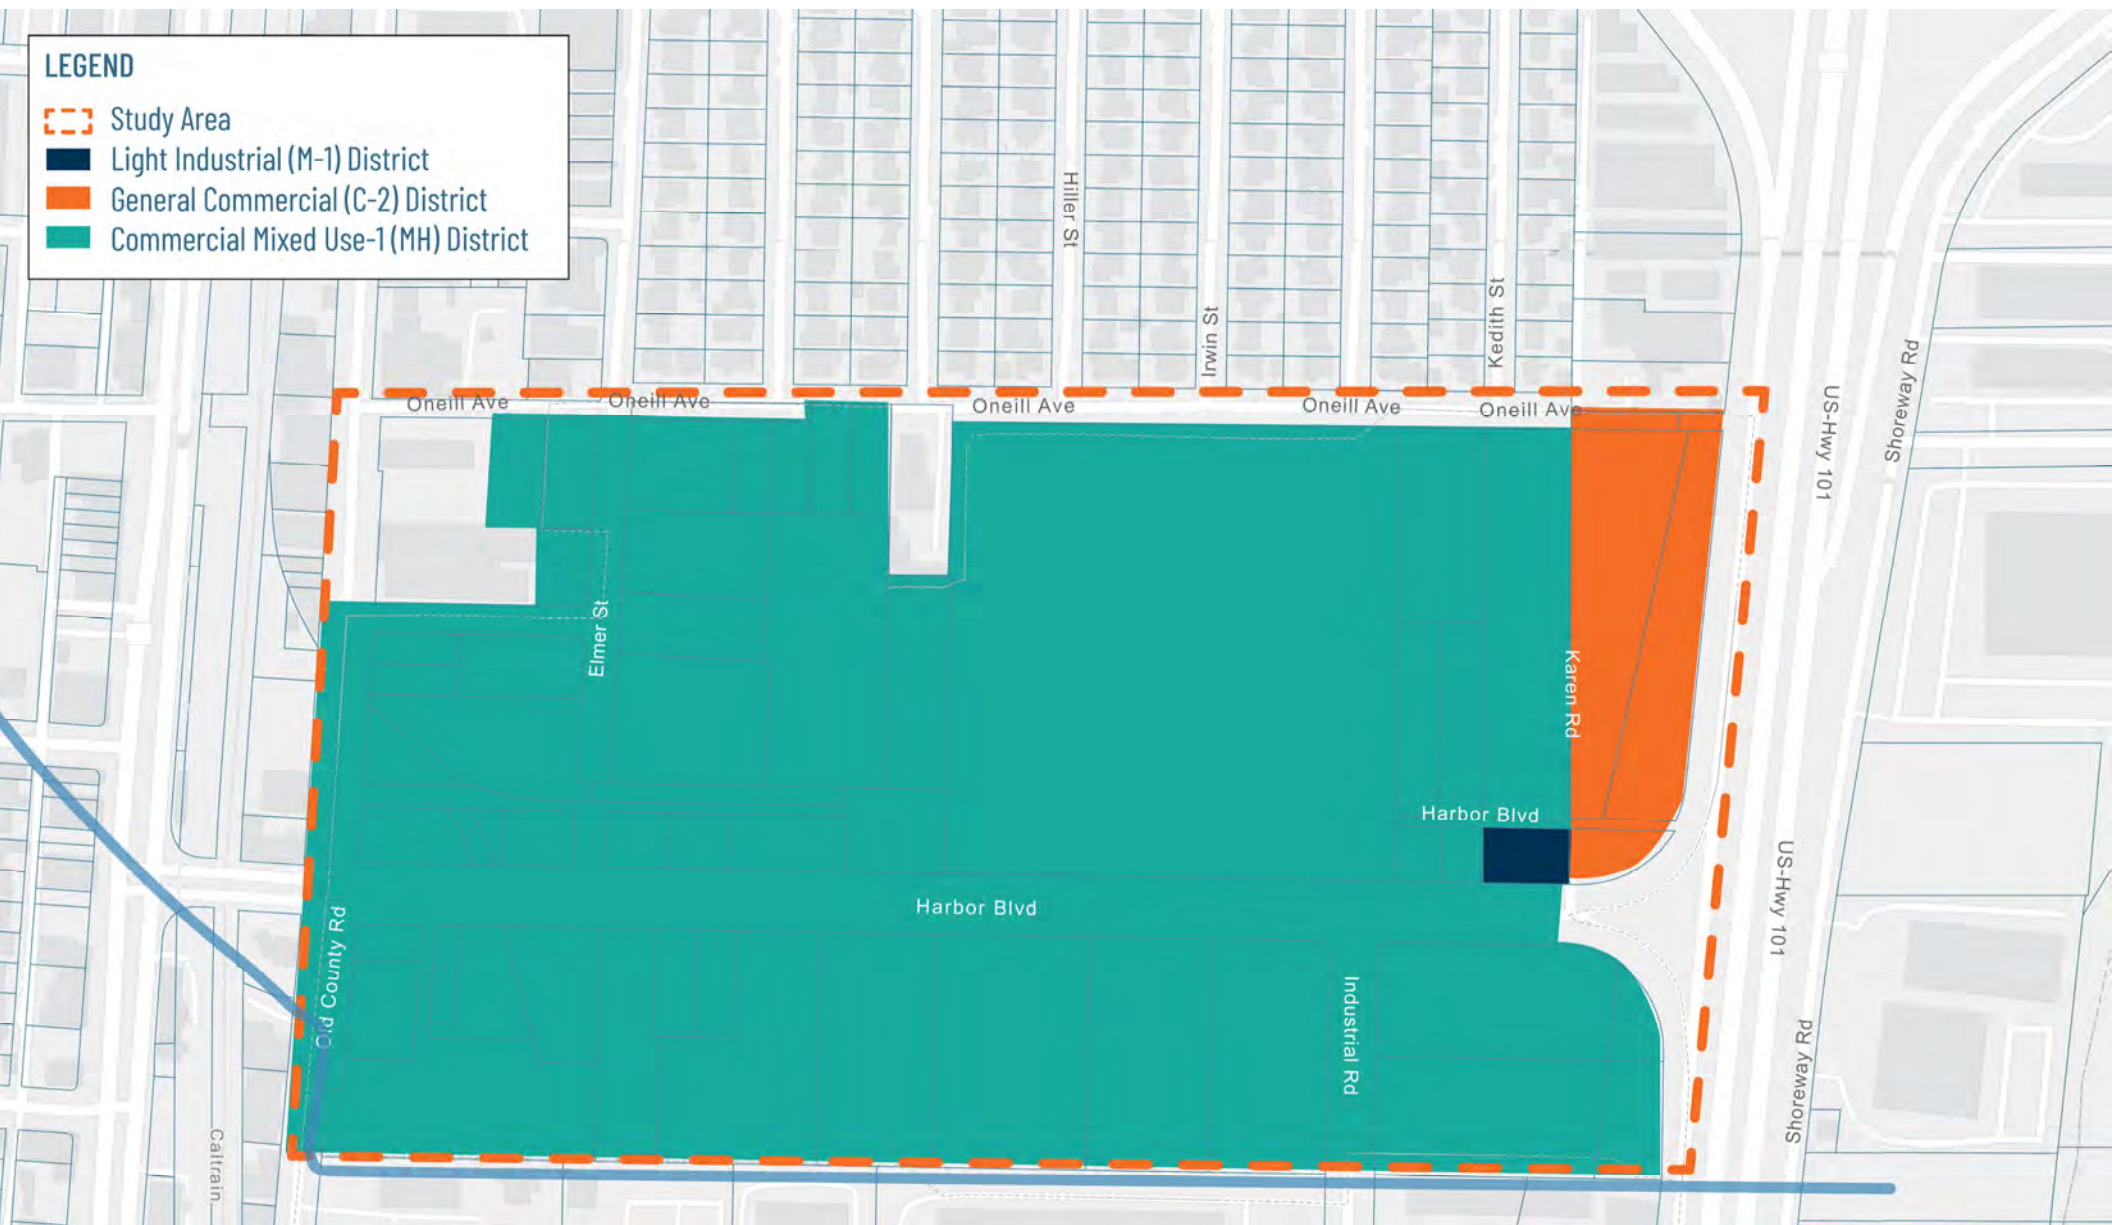 LEGEND
Study Area
Light Industrial (M-1) District
General Commercial (C-2) District
Commercial Mixed Use-1 (MH) District
Hiller St
Irwin St
Kedith St
Oneill Ave
Oneill Ave
Oneill Ave
Oneill Ave
Oneill Ave
US-Hwy 101
Shoreway Rd
Elmer St
Karen Rd
Harbor Blvd
Harbor Blvd
Old County Rd
Industrial Rd
US-Hwy 101
Shoreway Rd
Caltrain